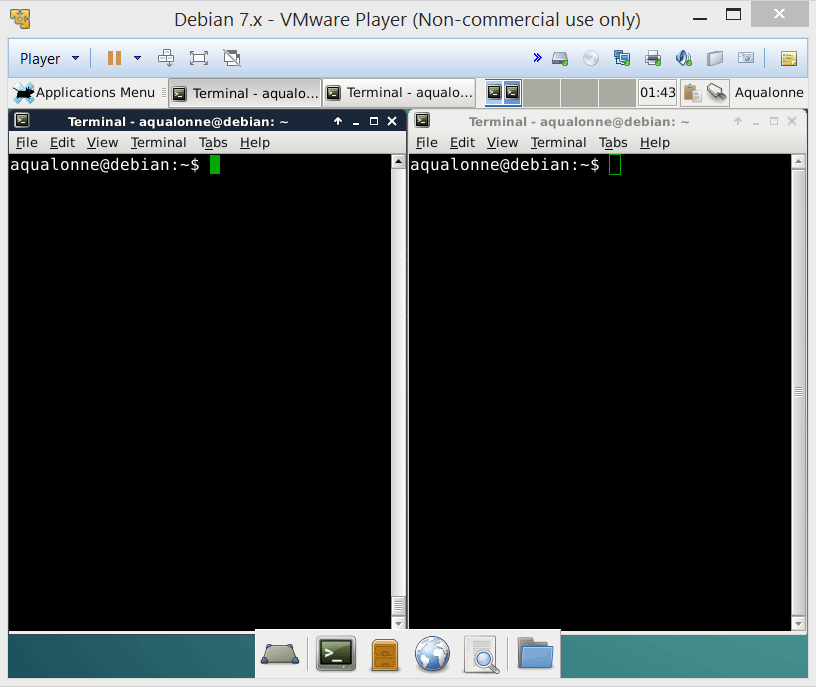 Debian 7.x - VMware Player (Non-commercial use only)
Player
Applications Menu Terminal - aqualo... Terminal - aqualo... 01:43 Aqualonne
Terminal - aqualonne@debian: ~ Terminal - aqualonne@debian: ~
File Edit View Terminal Tabs Help File Edit View Terminal Tabs Help
aqualonne@debian:~$ aqualonne@debian:~$